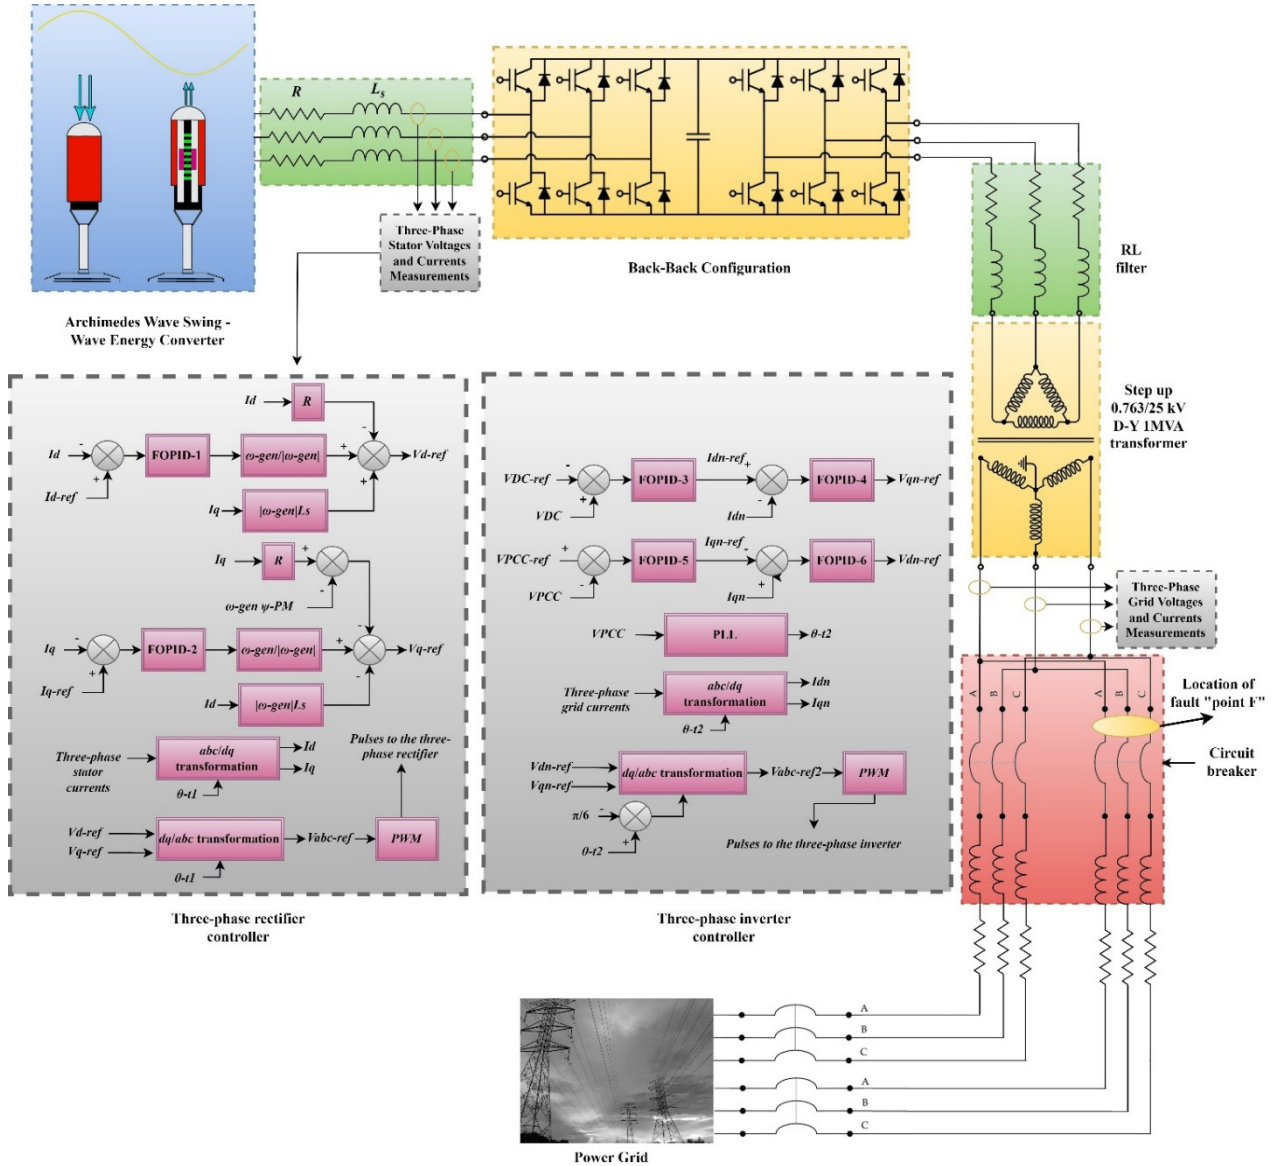 R
Ls
Three-Phase
Stator Voltages
and Currents
Measurements
Back-Back Configuration
Archimedes Wave Swing -
Wave Energy Converter
RL
filter
Step up
0.763/25 kV
D-Y 1MVA
transformer
Three-Phase
Grid Voltages
and Currents
Measurements
Id
R
-
Id
-
FOPID-1
ω-gen/|ω-gen|
+
Vd-ref
+
Id-ref
+
Iq
|ω-gen|Ls
Iq
R
+
-
ω-gen ψ-PM
-
Iq
-
FOPID-2
ω-gen/|ω-gen|
+
Vq-ref
+
Iq-ref
-
Id
|ω-gen|Ls
Three-phase
stator
currents
abc/dq
transformation
Id
Iq
θ-t1
Pulses to the three-
phase rectifier
Vd-ref
Vq-ref
dq/abc transformation
Vabc-ref
PWM
θ-t1
Three-phase rectifier
controller
VDC-ref
-
FOPID-3
Idn-ref
+
FOPID-4
Vqn-ref
+
VDC
-
Idn
VPCC-ref
+
FOPID-5
Iqn-ref
-
FOPID-6
Vdn-ref
-
VPCC
+
Iqn
VPCC
PLL
θ-t2
Three-phase
grid currents
abc/dq
transformation
Idn
Iqn
θ-t2
Vdn-ref
Vqn-ref
dq/abc transformation
Vabc-ref2
PWM
π/6
-
+
θ-t2
Pulses to the three-phase inverter
Three-phase inverter
controller
A
B
C
A
B
C
Location of
fault "point F"
Circuit
breaker
A
B
C
A
B
C
Power Grid